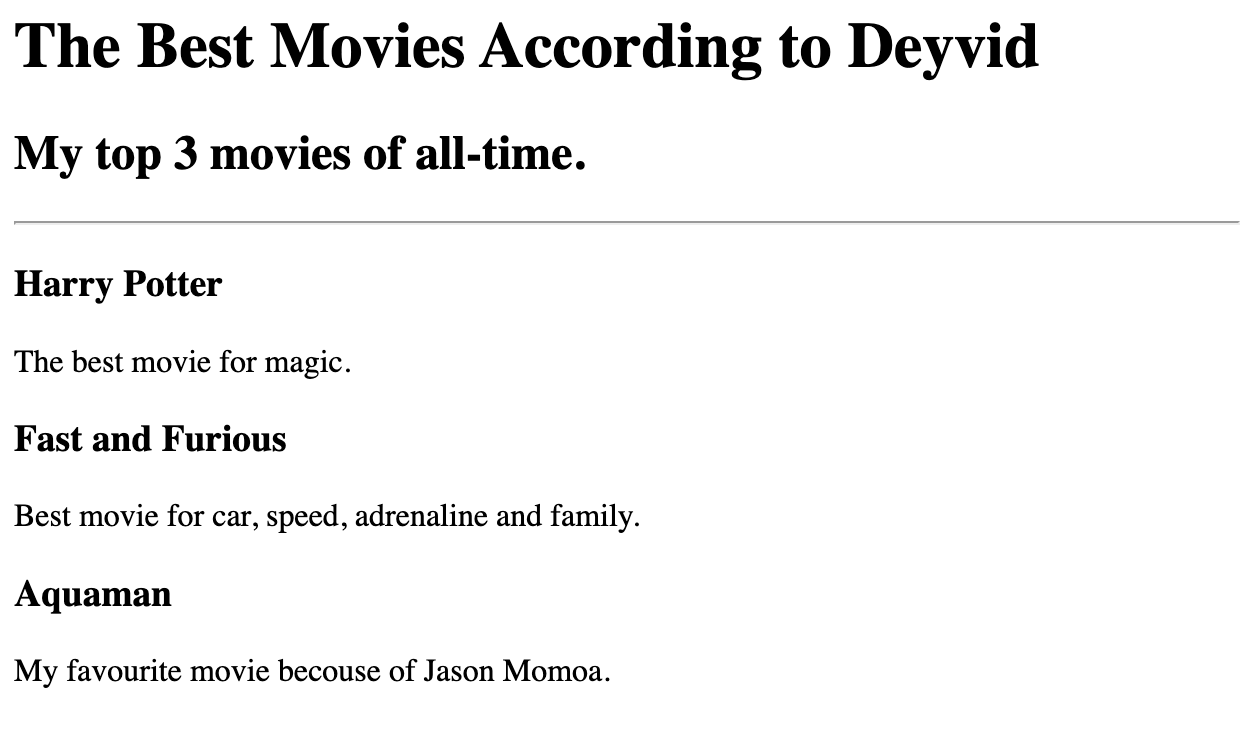 The Best Movies According to Deyvid
My top 3 movies of all-time.
Harry Potter
The best movie for magic.
Fast and Furious
Best movie for car, speed, adrenaline and family.
Aquaman
My favourite movie becouse of Jason Momoa.